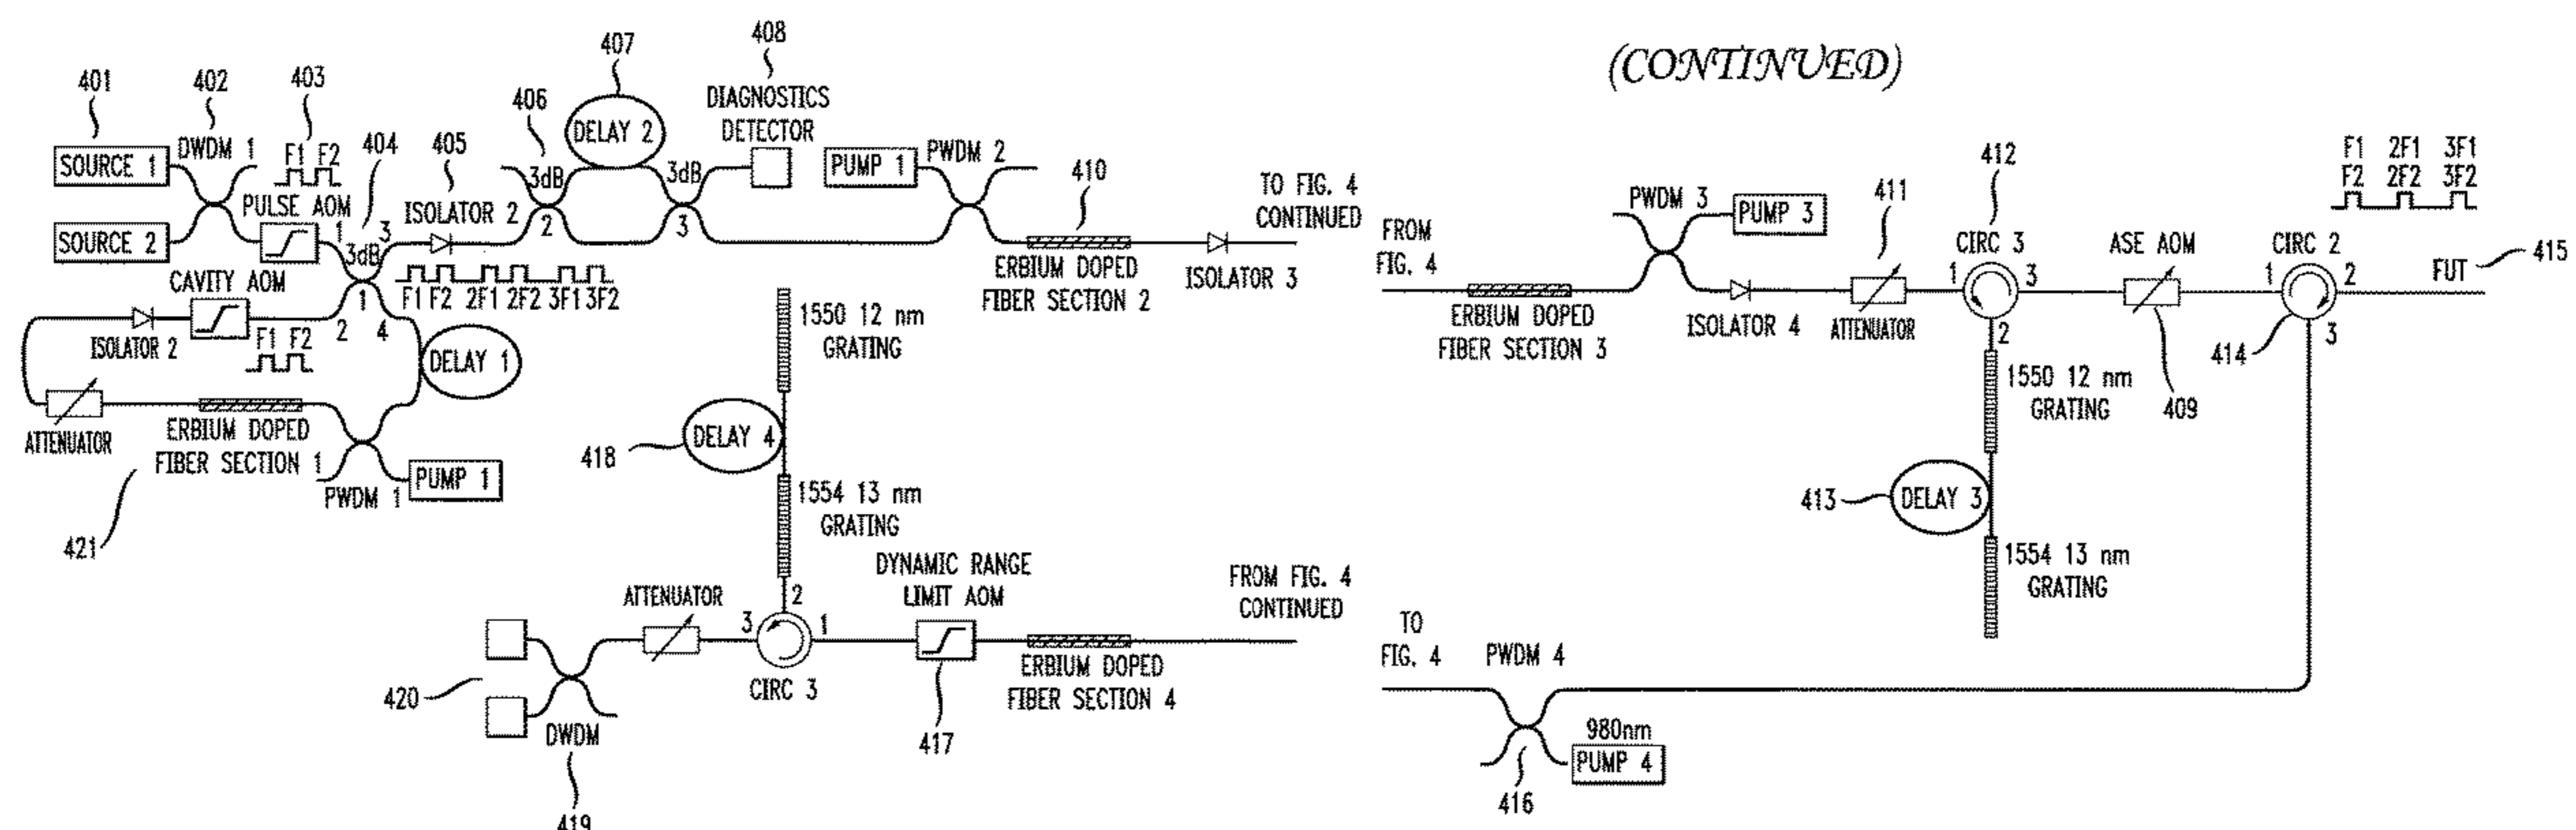 401
402
403
404
405
406
407
408
SOURCE 1
DWDM 1
F1 F2
SOURCE 2
PULSE AOM
1
3dB
3
1
2
4
ISOLATOR 2
3dB
2
DELAY 2
DIAGNOSTICS
DETECTOR
3dB
3
PUMP 1
PWDM 2
410
ERBIUM DOPED
FIBER SECTION 2
ISOLATOR 3
TO FIG. 4
CONTINUED
CAVITY AOM
F1 F2 2F1 2F2 3F1 3F2
ISOLATOR 2
F1 F2
DELAY 1
ATTENUATOR
ERBIUM DOPED
FIBER SECTION 1
PWDM 1
PUMP 1
421
1550 12 nm
GRATING
DELAY 4
418
1554 13 nm
GRATING
2
3
1
CIRC 3
ATTENUATOR
DYNAMIC RANGE
LIMIT AOM
417
ERBIUM DOPED
FIBER SECTION 4
FROM FIG. 4
CONTINUED
420
DWDM
419
(CONTINUED)
FROM
FIG. 4
ERBIUM DOPED
FIBER SECTION 3
PWDM 3
PUMP 3
ISOLATOR 4
411
ATTENUATOR
412
CIRC 3
1
3
2
ASE AOM
409
F1 2F1 3F1
F2 2F2 3F2
CIRC 2
1
2
3
414
FUT
415
1550 12 nm
GRATING
DELAY 3
413
1554 13 nm
GRATING
TO
FIG. 4
PWDM 4
980nm
PUMP 4
416